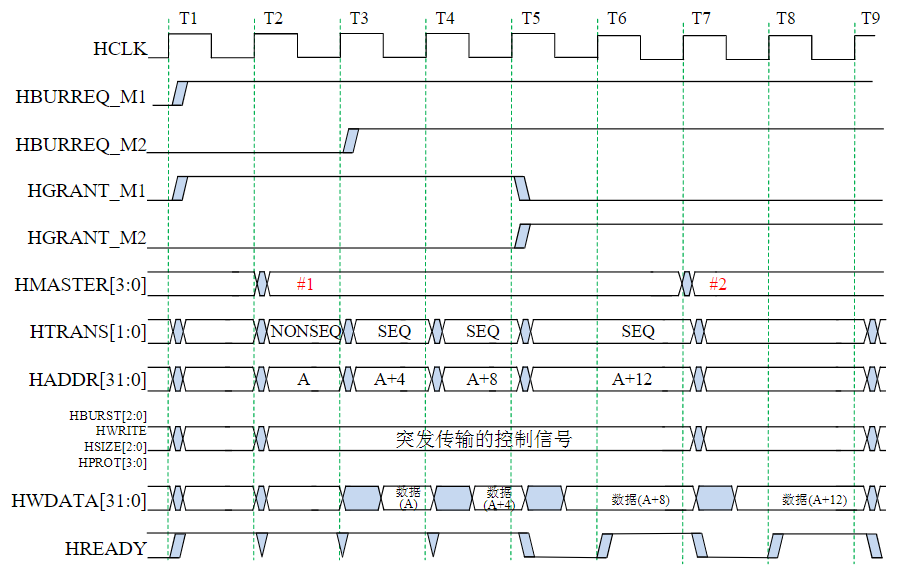 T1 T2 T3 T4 T5 T6 T7 T8 T9
HCLK
HBURREQ_M1
HBURREQ_M2
HGRANT_M1
HGRANT_M2
HMASTER[3:0] #1 #2
HTRANS[1:0] NONSEQ SEQ SEQ SEQ
HADDR[31:0] A A+4 A+8 A+12
HBURST[2:0]
HWRITE
HSIZE[2:0]
HPROT[3:0]
突发传输的控制信号
HWDATA[31:0]
数据
(A)
数据
(A+4)
数据(A+8)
数据(A+12)
HREADY